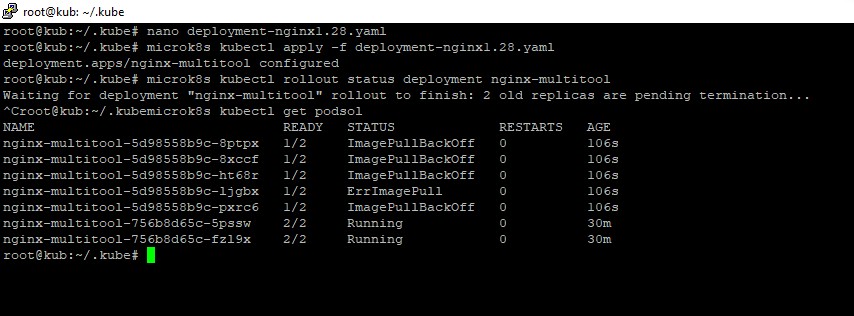 root@kub: ~/.kube
root@kub:~/.kube# nano deployment-nginx1.28.yaml
root@kub:~/.kube# microk8s kubectl apply -f deployment-nginx1.28.yaml
deployment.apps/nginx-multitool configured
root@kub:~/.kube# microk8s kubectl rollout status deployment nginx-multitool
Waiting for deployment "nginx-multitool" rollout to finish: 2 old replicas are pending termination...
^Croot@kub:~/.kubemicrok8s kubectl get podsol
NAME READY STATUS RESTARTS AGE
nginx-multitool-5d98558b9c-8ptpx 1/2 ImagePullBackOff 0 106s
nginx-multitool-5d98558b9c-8xccf 1/2 ImagePullBackOff 0 106s
nginx-multitool-5d98558b9c-ht68r 1/2 ImagePullBackOff 0 106s
nginx-multitool-5d98558b9c-ljgbx 1/2 ErrImagePull 0 106s
nginx-multitool-5d98558b9c-pxrc6 1/2 ImagePullBackOff 0 106s
nginx-multitool-756b8d65c-5pssw 2/2 Running 0 30m
nginx-multitool-756b8d65c-fzl9x 2/2 Running 0 30m
root@kub:~/.kube#